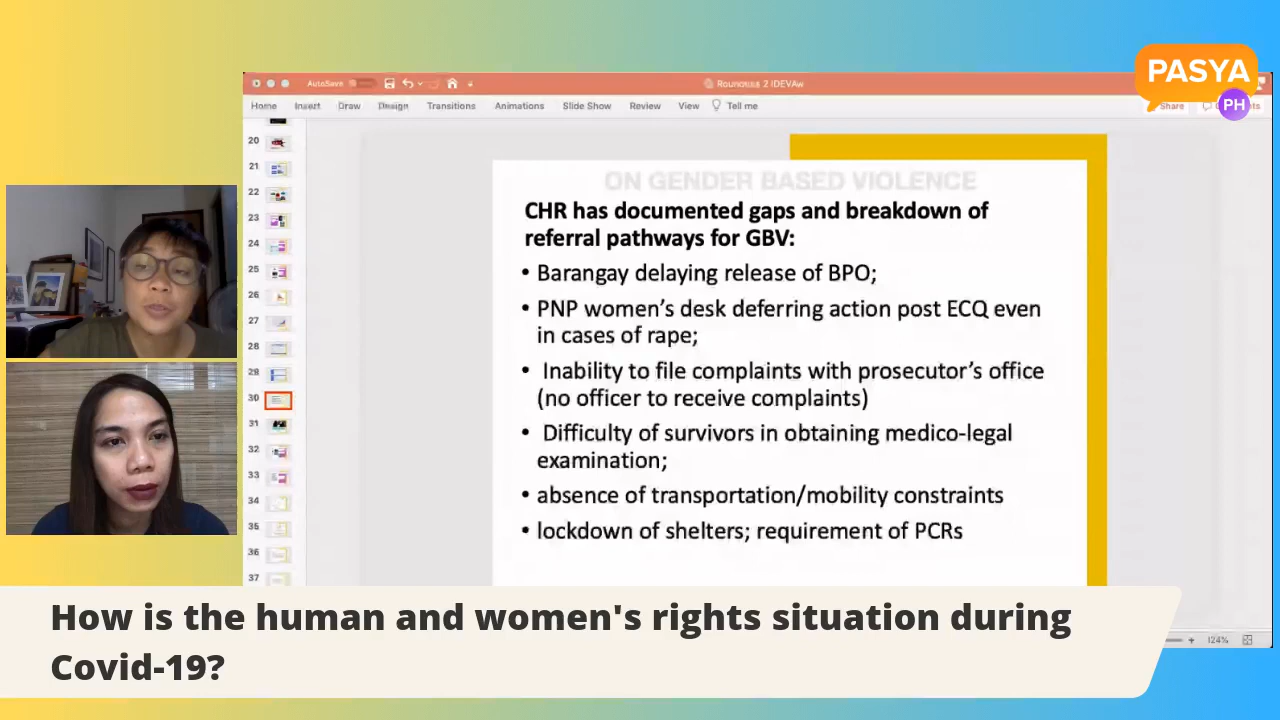 PASYA
PH
AutoSave
Home Insert Draw Design Transitions Animations Slide Show Review View Tell me
Share
20
21
22
23
24
25
26
27
28
29
30
31
32
33
34
35
36
37
ON GENDER BASED VIOLENCE
CHR has documented gaps and breakdown of
referral pathways for GBV:
• Barangay delaying release of BPO;
• PNP women’s desk deferring action post ECQ even
in cases of rape;
• Inability to file complaints with prosecutor’s office
(no officer to receive complaints)
• Difficulty of survivors in obtaining medico-legal
examination;
• absence of transportation/mobility constraints
• lockdown of shelters; requirement of PCRs
124%
How is the human and women's rights situation during
Covid-19?